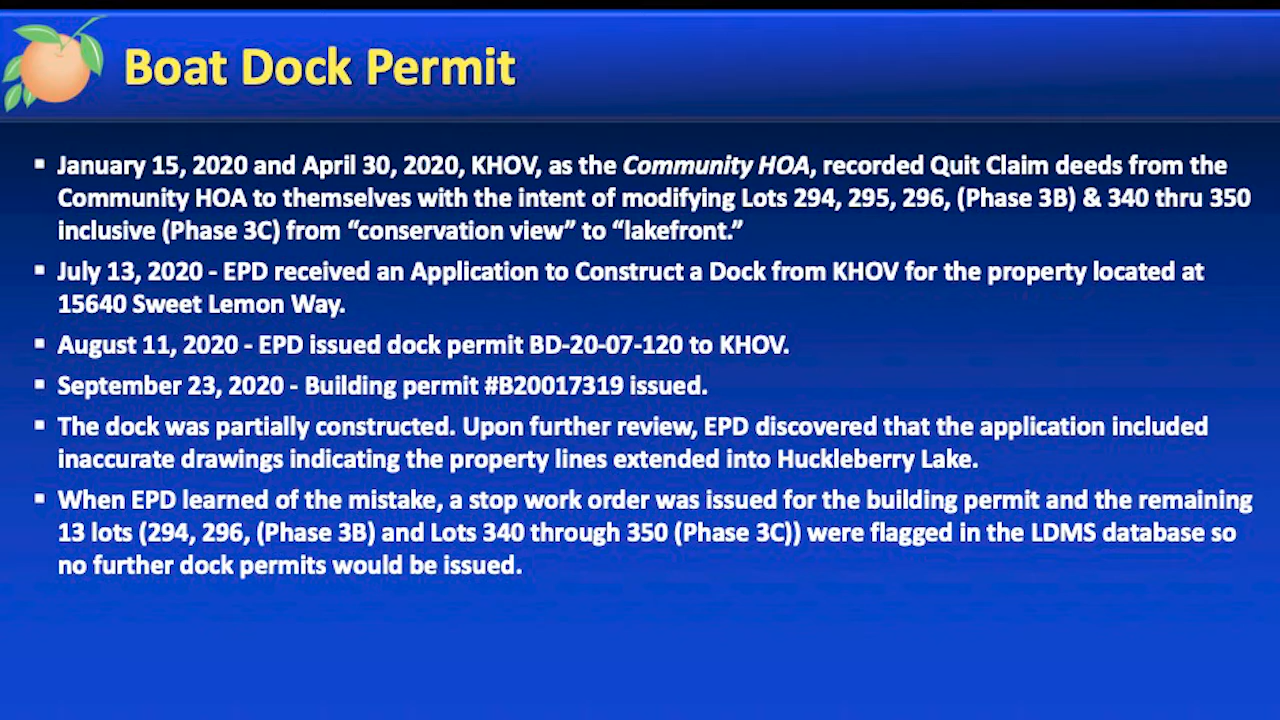 Boat Dock Permit
▪ January 15, 2020 and April 30, 2020, KHOV, as the Community HOA, recorded Quit Claim deeds from the
Community HOA to themselves with the intent of modifying Lots 294, 295, 296, (Phase 3B) & 340 thru 350
inclusive (Phase 3C) from “conservation view” to “lakefront.”
▪ July 13, 2020 - EPD received an Application to Construct a Dock from KHOV for the property located at
15640 Sweet Lemon Way.
▪ August 11, 2020 - EPD issued dock permit BD-20-07-120 to KHOV.
▪ September 23, 2020 - Building permit #B20017319 issued.
▪ The dock was partially constructed. Upon further review, EPD discovered that the application included
inaccurate drawings indicating the property lines extended into Huckleberry Lake.
▪ When EPD learned of the mistake, a stop work order was issued for the building permit and the remaining
13 lots (294, 296, (Phase 3B) and Lots 340 through 350 (Phase 3C)) were flagged in the LDMS database so
no further dock permits would be issued.